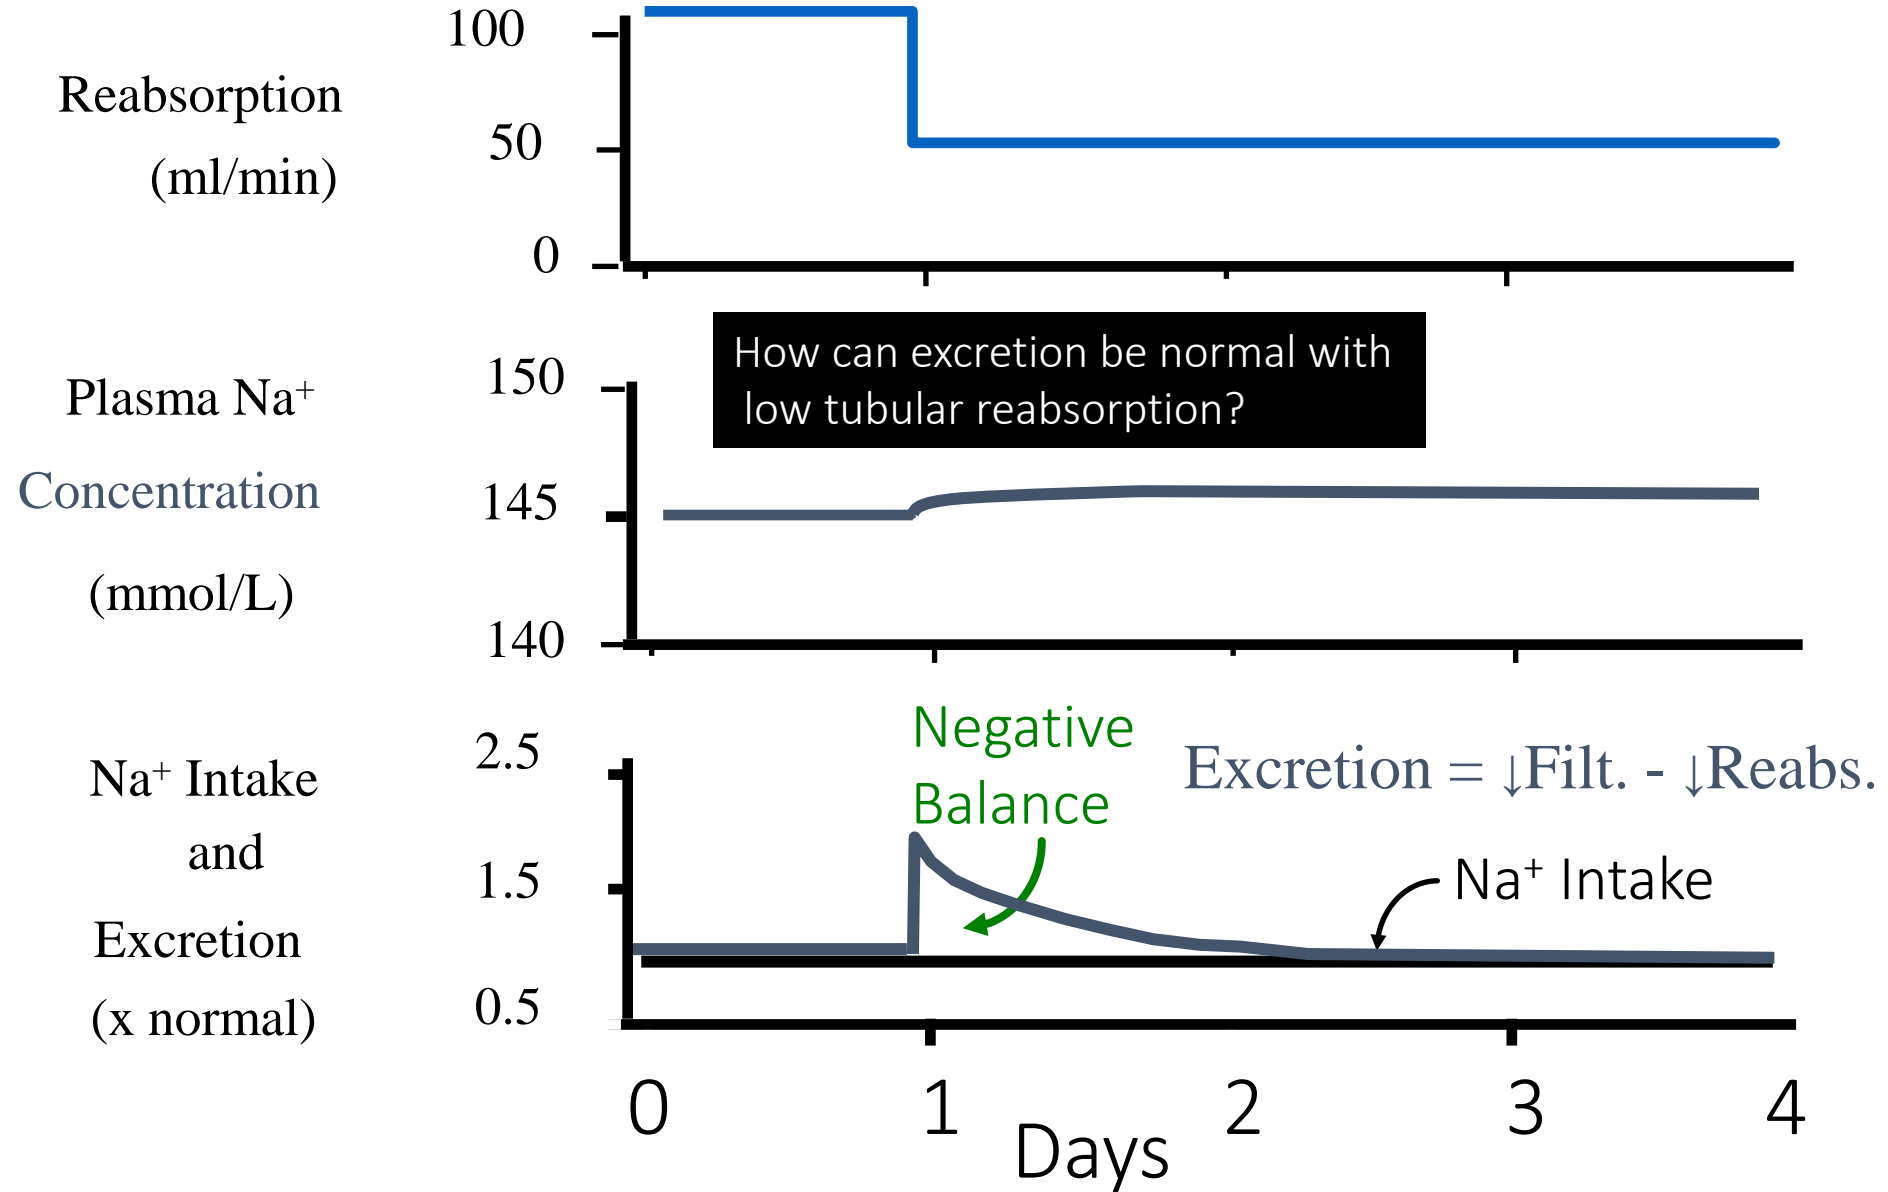 100
Reabsorption
50
(ml/min)
0
How can excretion be normal with
low tubular reabsorption?
150
Plasma Na⁺
Concentration
145
(mmol/L)
140
Negative
Balance
2.5
Excretion = ↓Filt. - ↓Reabs.
Na⁺ Intake
and
1.5
Na⁺ Intake
Excretion
0.5
(x normal)
0 1 2 3 4
Days